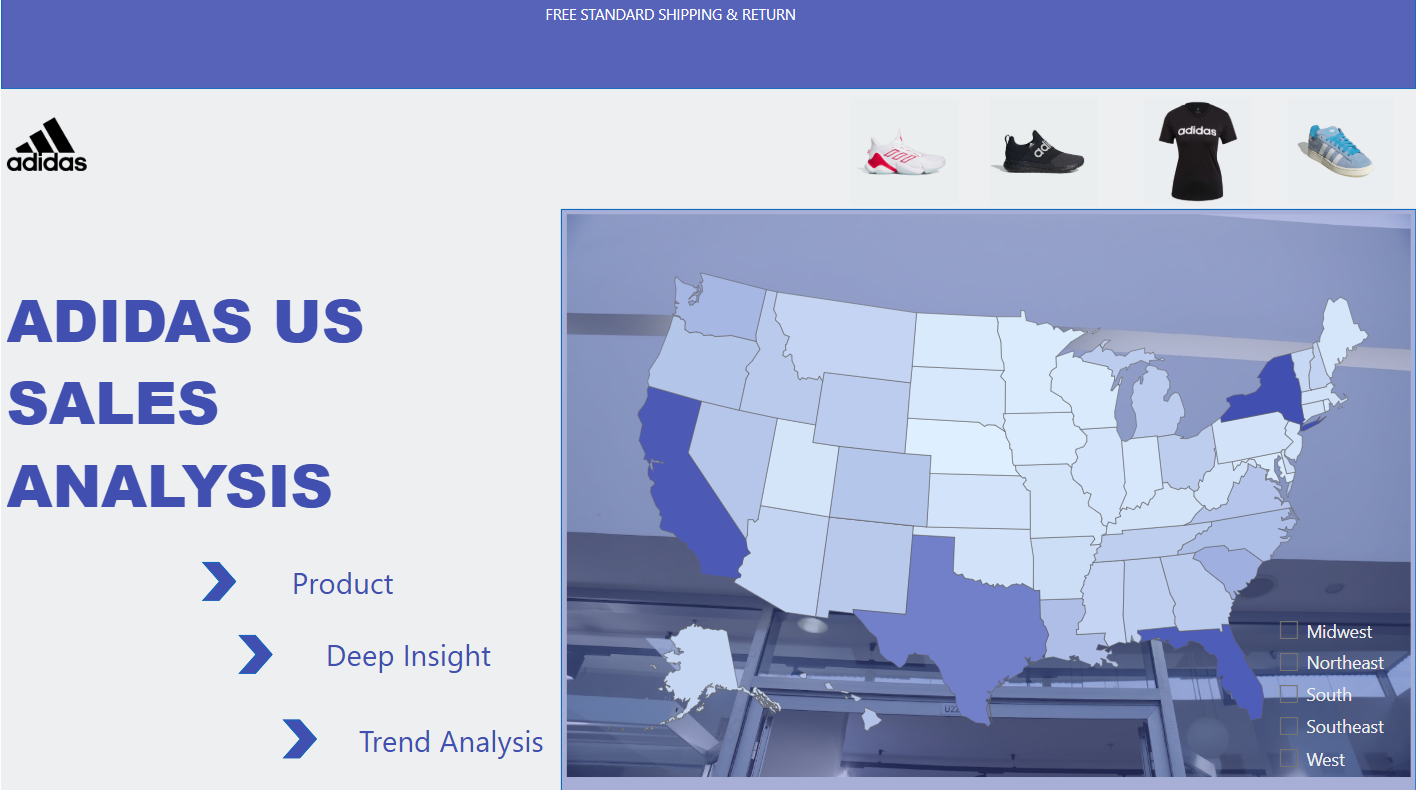 FREE STANDARD SHIPPING & RETURN
adidas
adidas
ADIDAS US
SALES
ANALYSIS
Product
Deep Insight
Trend Analysis
Midwest
Northeast
South
Southeast
West